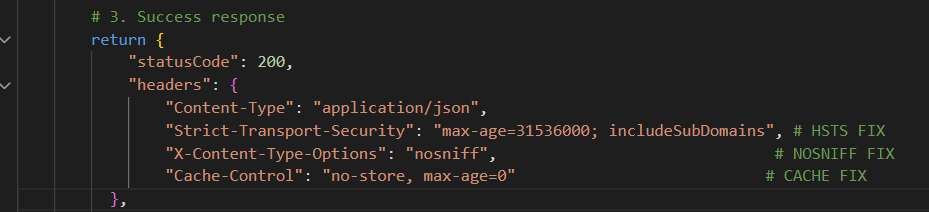 # 3. Success response
return {
"statusCode": 200,
"headers": {
"Content-Type": "application/json",
"Strict-Transport-Security": "max-age=31536000; includeSubDomains", # HSTS FIX
"X-Content-Type-Options": "nosniff", # NOSNIFF FIX
"Cache-Control": "no-store, max-age=0" # CACHE FIX
},